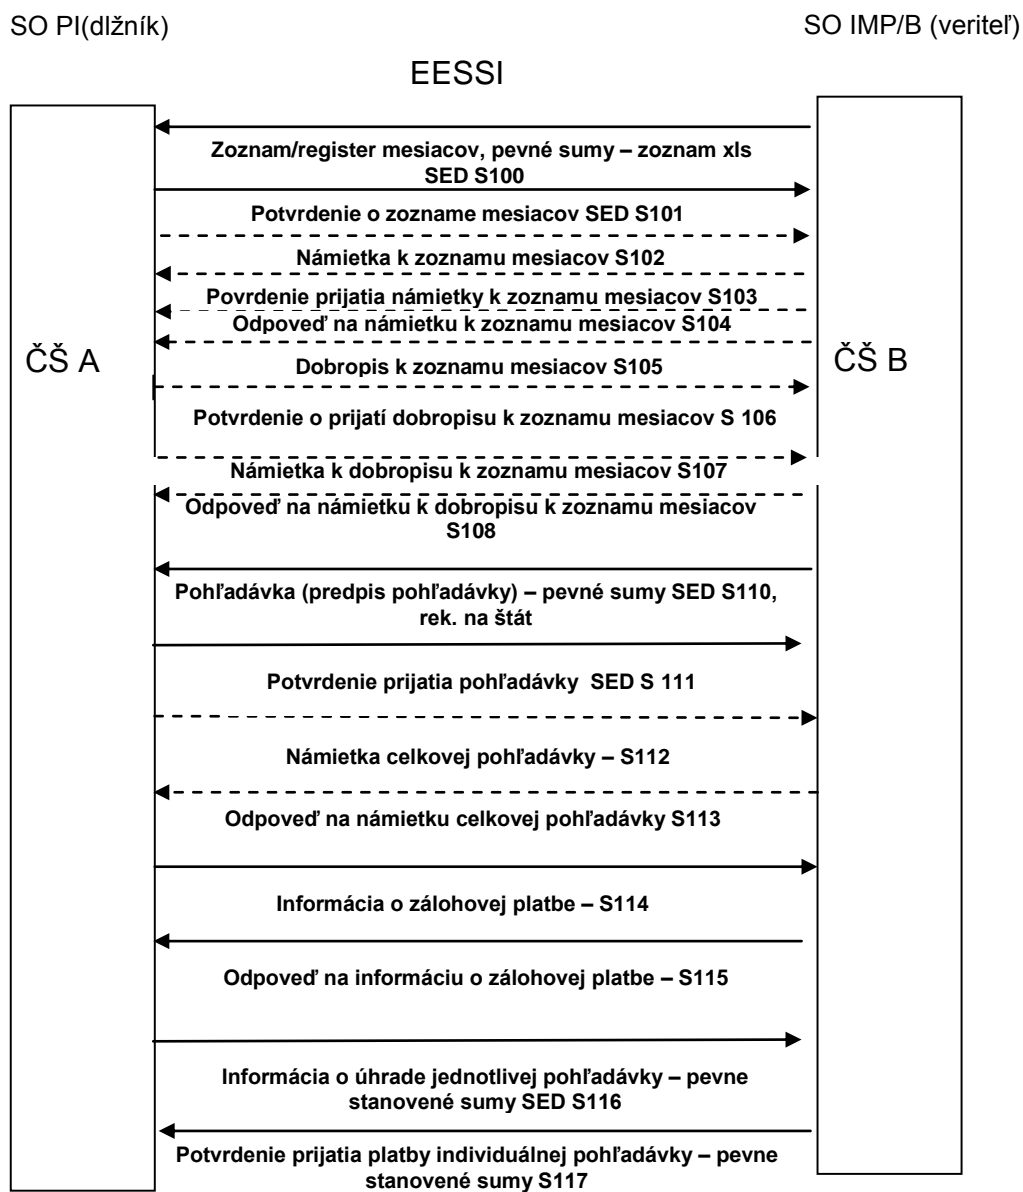 SO PI(dlžník)
SO IMP/B (veriteľ)
EESSI
Zoznam/register mesiacov, pevné sumy – zoznam xls
SED S100
Potvrdenie o zozname mesiacov SED S101
Námietka k zoznamu mesiacov S102
Povrdenie prijatia námietky k zoznamu mesiacov S103
Odpoveď na námietku k zoznamu mesiacov S104
ČŠ A
ČŠ B
Dobropis k zoznamu mesiacov S105
Potvrdenie o prijatí dobropisu k zoznamu mesiacov S 106
Námietka k dobropisu k zoznamu mesiacov S107
Odpoveď na námietku k dobropisu k zoznamu mesiacov
S108
Pohľadávka (predpis pohľadávky) – pevné sumy SED S110,
rek. na štát
Potvrdenie prijatia pohľadávky SED S 111
Námietka celkovej pohľadávky – S112
Odpoveď na námietku celkovej pohľadávky S113
Informácia o zálohovej platbe – S114
Odpoveď na informáciu o zálohovej platbe – S115
Informácia o úhrade jednotlivej pohľadávky – pevne
stanovené sumy SED S116
Potvrdenie prijatia platby individuálnej pohľadávky – pevne
stanovené sumy S117